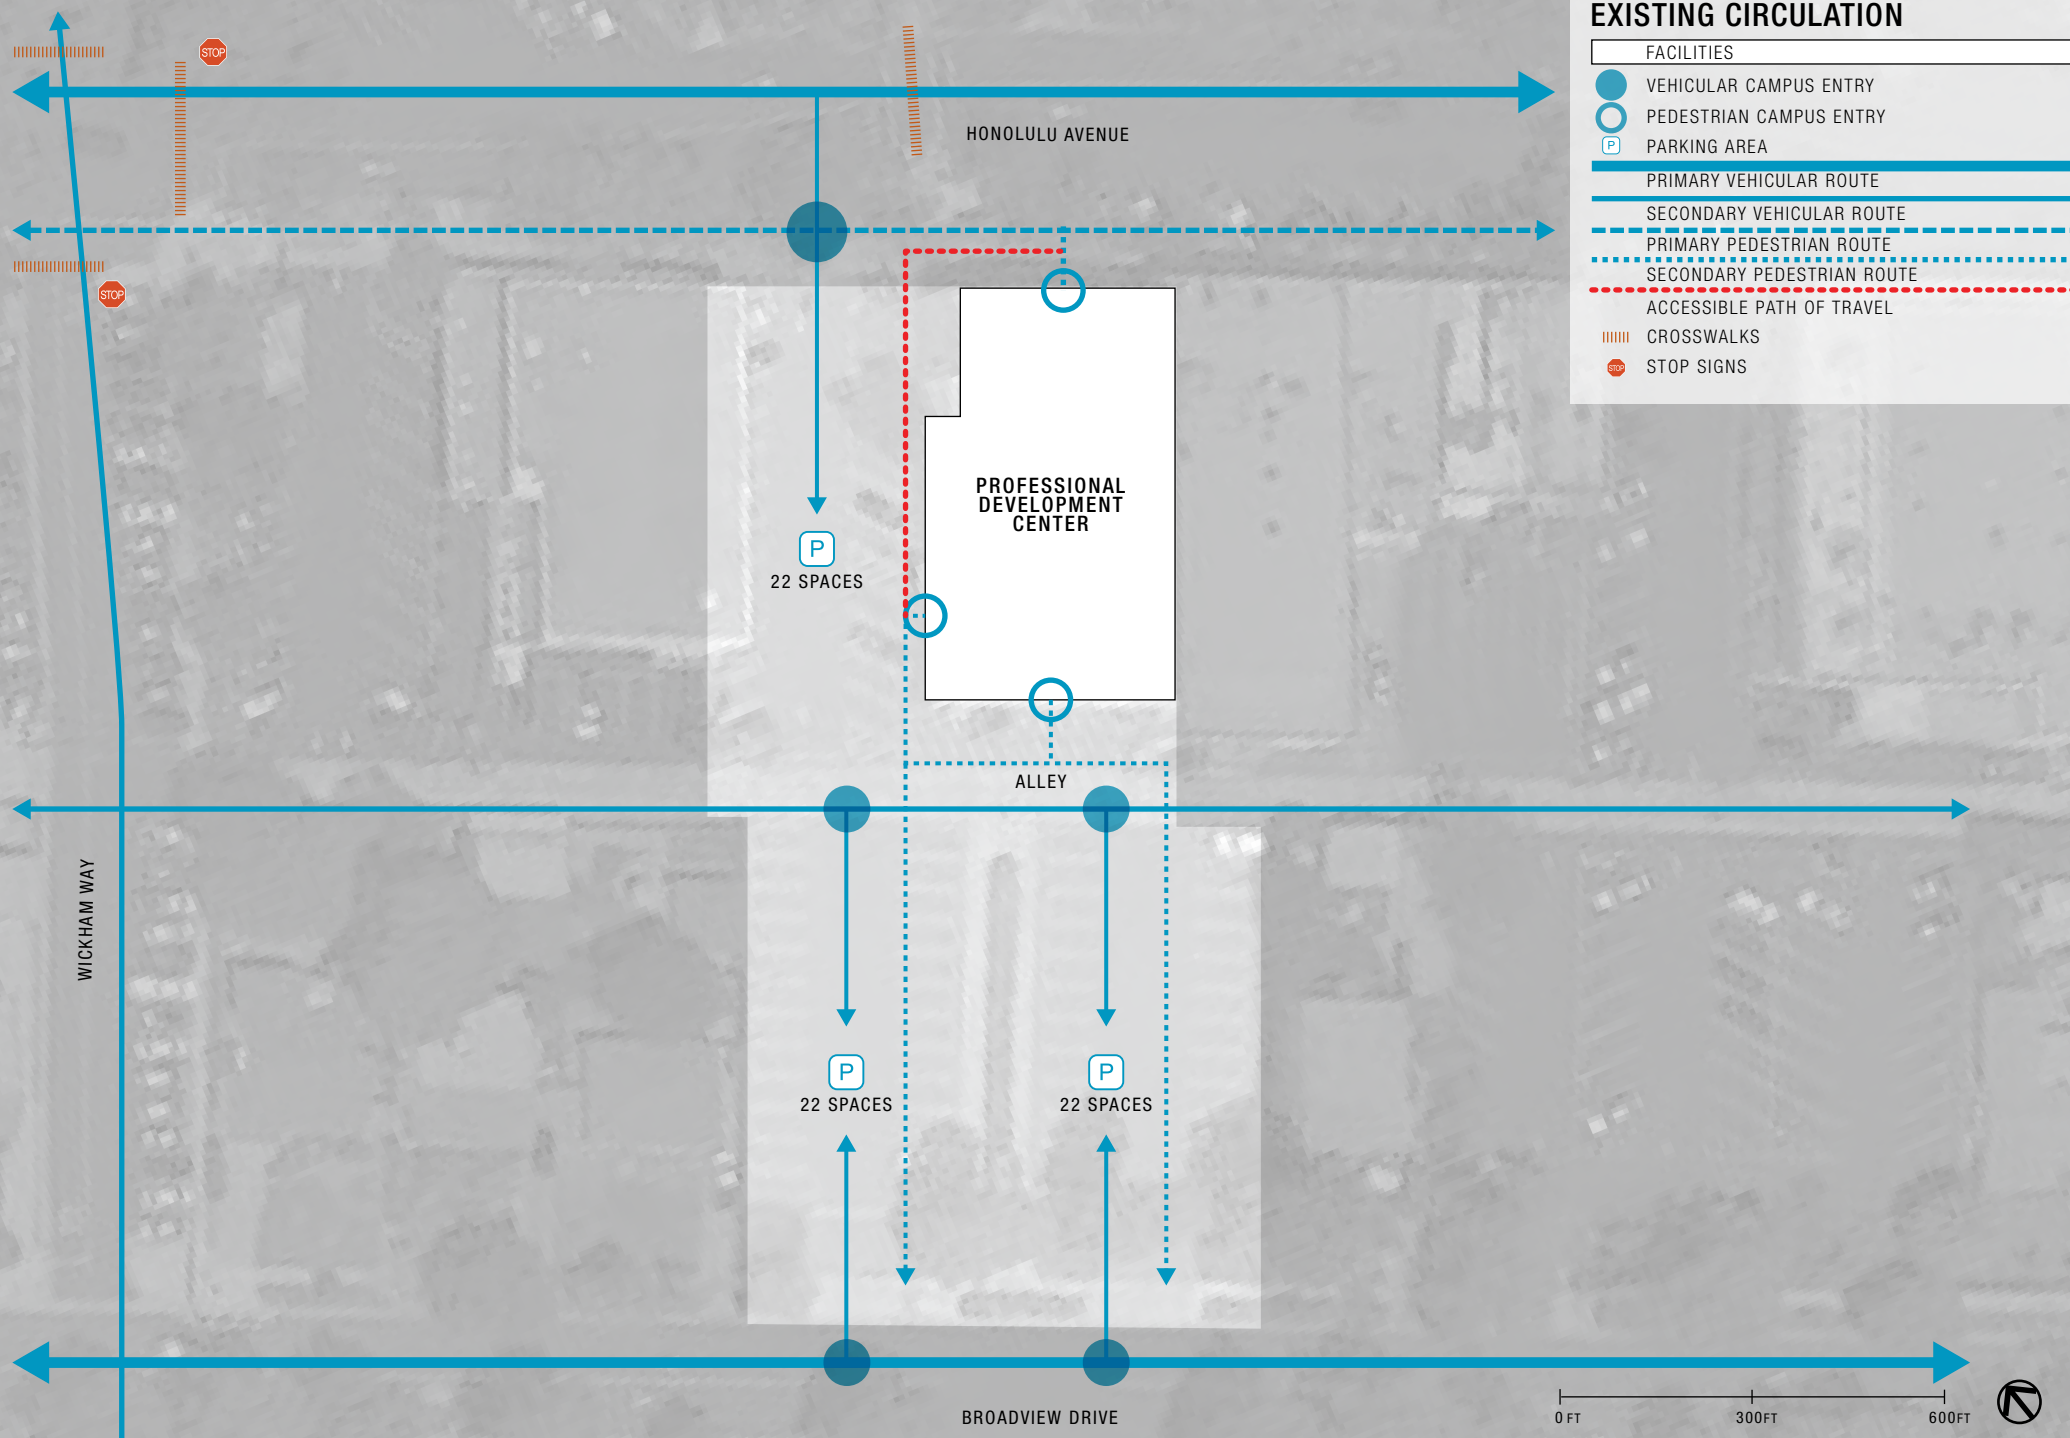 EXISTING CIRCULATION
FACILITIES
VEHICULAR CAMPUS ENTRY
PEDESTRIAN CAMPUS ENTRY
P PARKING AREA
PRIMARY VEHICULAR ROUTE
SECONDARY VEHICULAR ROUTE
PRIMARY PEDESTRIAN ROUTE
SECONDARY PEDESTRIAN ROUTE
ACCESSIBLE PATH OF TRAVEL
CROSSWALKS
STOP STOP SIGNS
STOP
HONOLULU AVENUE
STOP
PROFESSIONAL
DEVELOPMENT
CENTER
P
22 SPACES
ALLEY
WICKHAM WAY
P
22 SPACES
P
22 SPACES
BROADVIEW DRIVE
0 FT 300FT 600FT